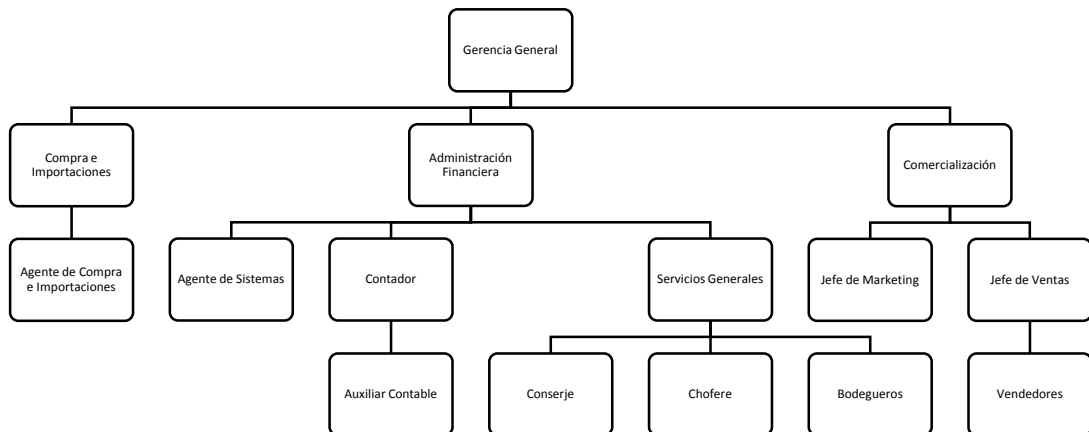 Gerencia General
Compra e
Importaciones
Administración
Financiera
Comercialización
Agente de Compra
e Importaciones
Agente de Sistemas
Contador
Servicios Generales
Jefe de Marketing
Jefe de Ventas
Auxiliar Contable
Conserje
Chofere
Bodegueros
Vendedores